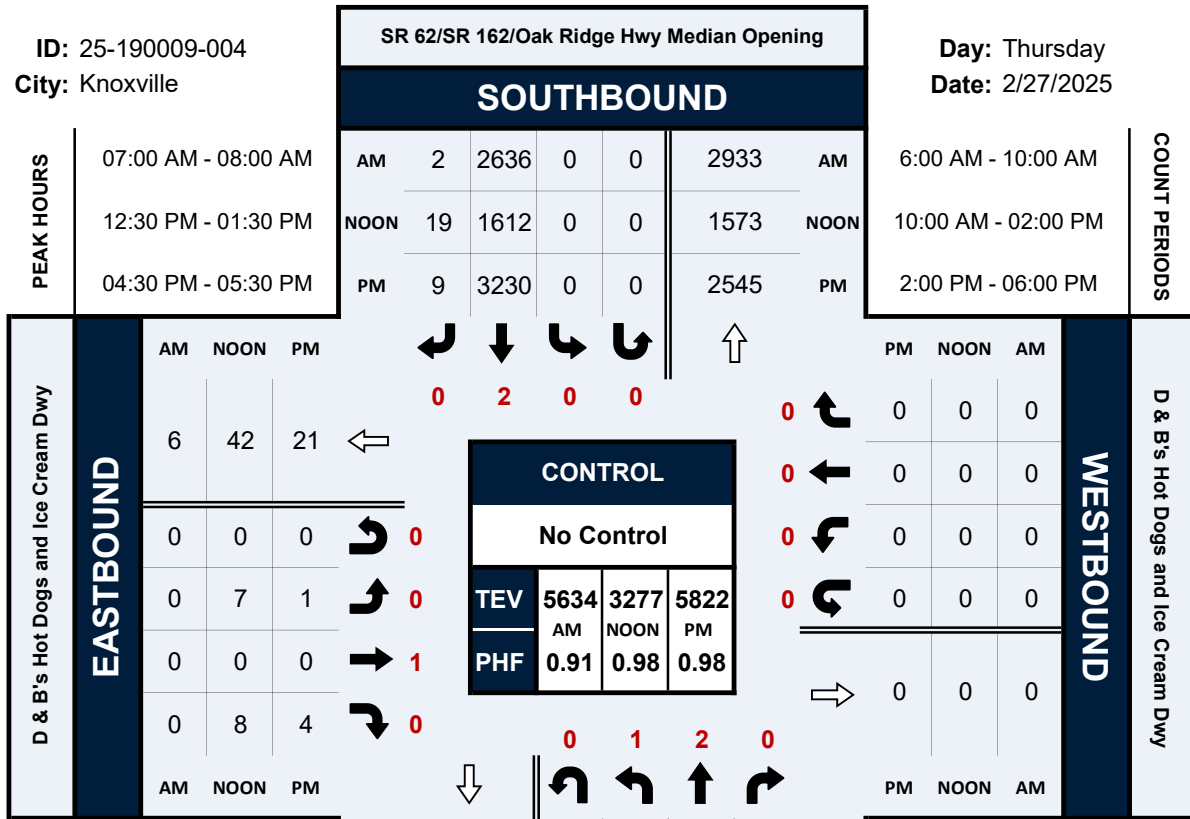 SR 62/SR 162/Oak Ridge Hwy Median Opening
ID: 25-190009-004
City: Knoxville
Day: Thursday
Date: 2/27/2025
SOUTHBOUND
PEAK HOURS
07:00 AM - 08:00 AM
12:30 PM - 01:30 PM
04:30 PM - 05:30 PM
AM 2 2636 0 0 2933 AM
NOON 19 1612 0 0 1573 NOON
PM 9 3230 0 0 2545 PM
6:00 AM - 10:00 AM
10:00 AM - 02:00 PM
2:00 PM - 06:00 PM
COUNT PERIODS
0 2 0 0
D & B's Hot Dogs and Ice Cream Dwy
EASTBOUND
AM NOON PM
6 42 21
0 0 0 0
0 7 1 0
0 0 0 1
0 8 4 0
AM NOON PM
CONTROL
No Control
TEV 5634 3277 5822
AM NOON PM
PHF 0.91 0.98 0.98
PM NOON AM
0 0 0 0
0 0 0 0
0 0 0 0
0 0 0 0
0 0 0
PM NOON AM
WESTBOUND
D & B's Hot Dogs and Ice Cream Dwy
0 1 2 0